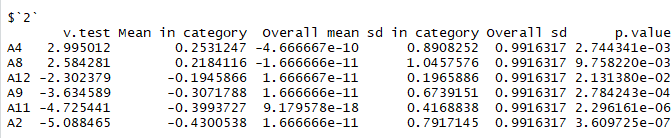 $`2`
v.test Mean in category Overall mean sd in category Overall sd p.value
A4 2.995012 0.2531247 -4.666667e-10 0.8908252 0.9916317 2.744341e-03
A8 2.584281 0.2184116 -1.666666e-11 1.0457576 0.9916317 9.758220e-03
A12 -2.302379 -0.1945866 1.666667e-11 0.1965886 0.9916317 2.131380e-02
A9 -3.634589 -0.3071788 1.666666e-11 0.6739151 0.9916317 2.784243e-04
A11 -4.725441 -0.3993727 9.179578e-18 0.4168838 0.9916317 2.296161e-06
A2 -5.088465 -0.4300538 1.666666e-11 0.7917145 0.9916317 3.609725e-07